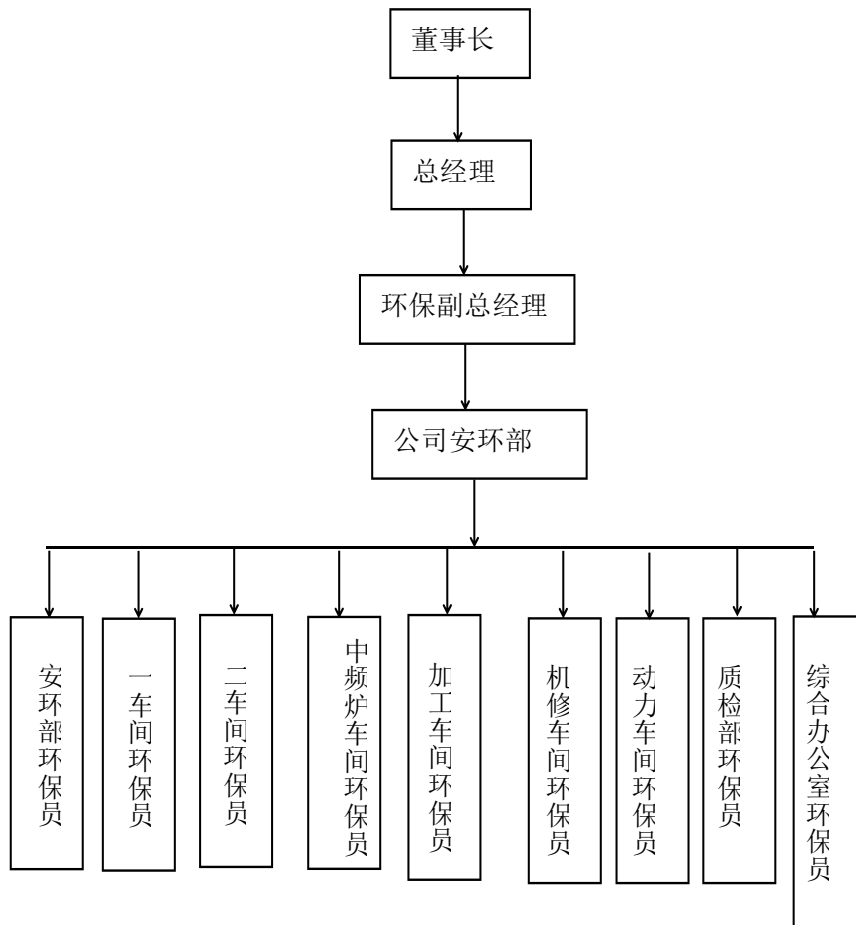 董事长
总经理
环保副总经理
公司安环部
安环部环保员
一车间环保员
二车间环保员
中频炉车间环保员
加工车间环保员
机修车间环保员
动力车间环保员
质检部环保员
综合办公室环保员